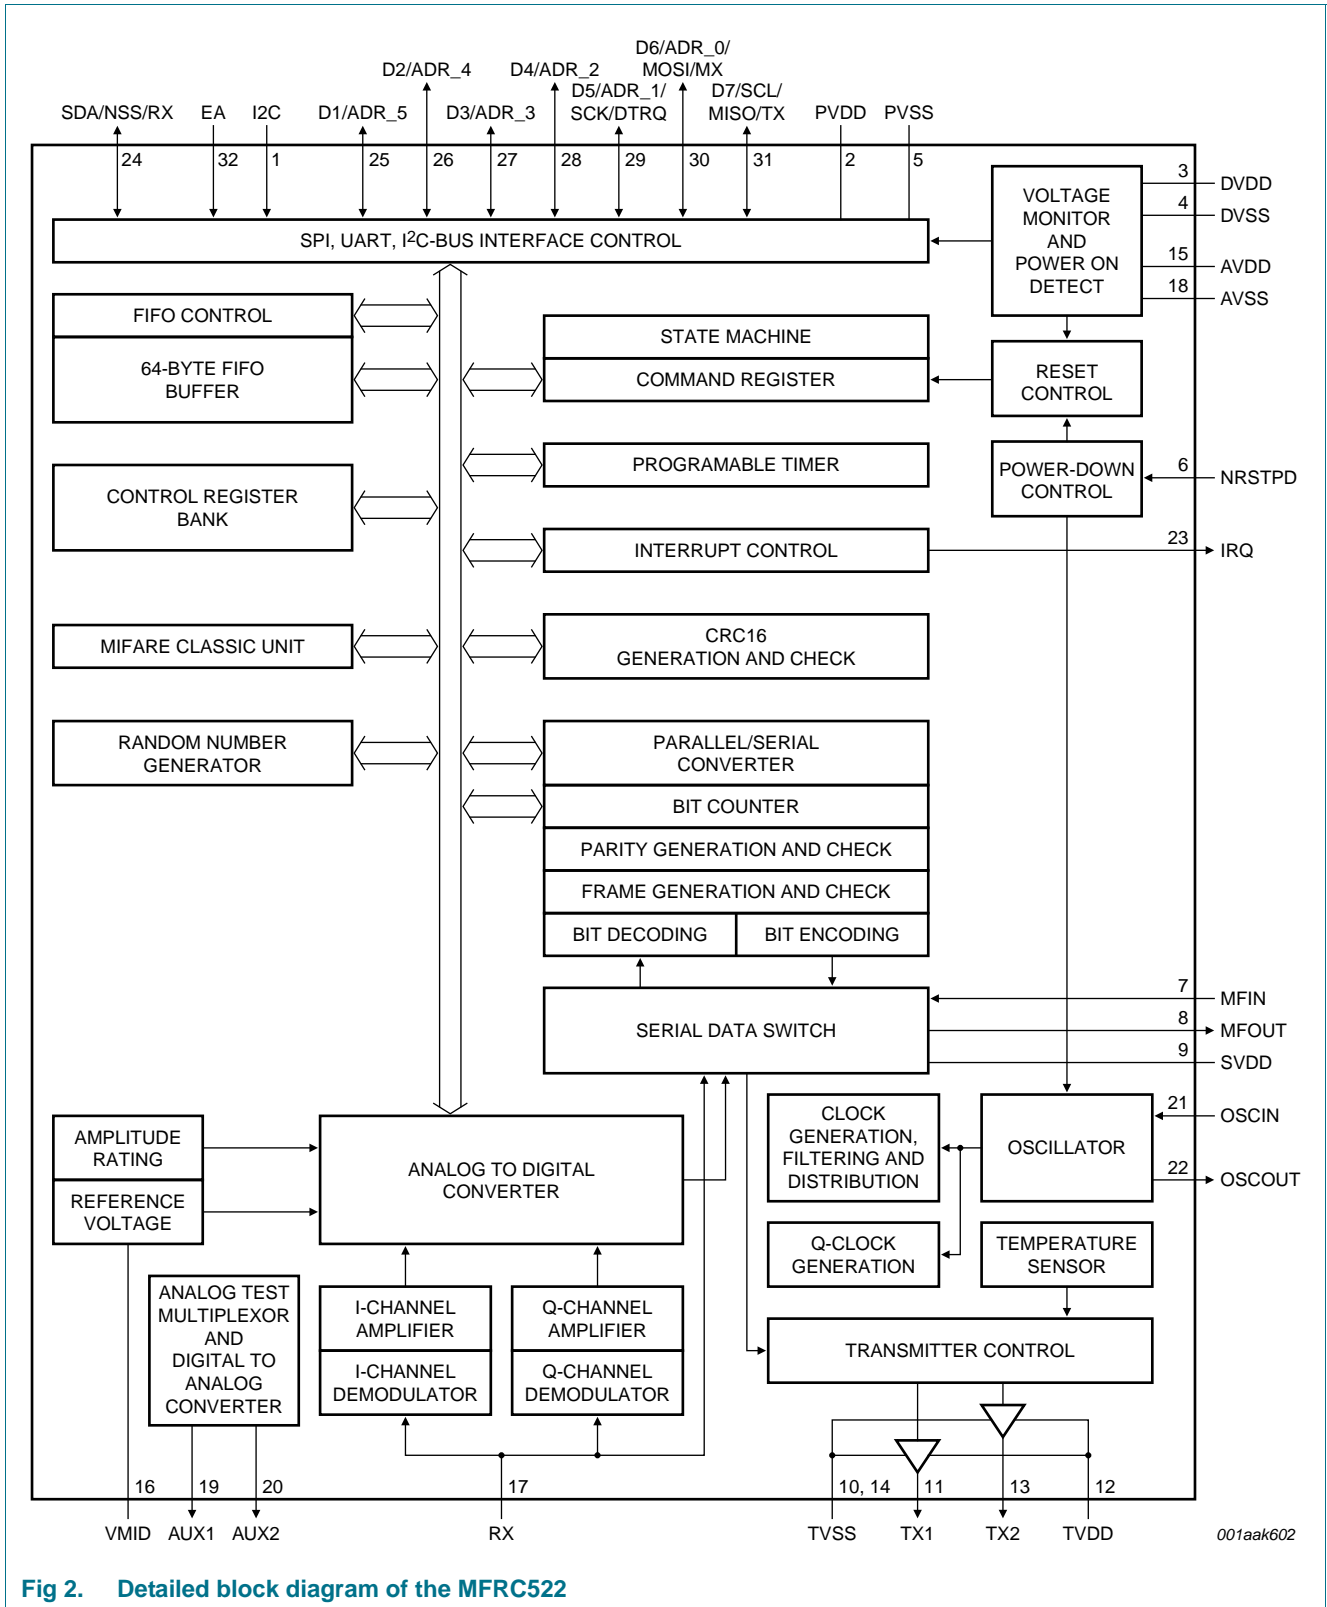 D6/ADR_0/
D2/ADR_4
D4/ADR_2
MOSI/MX
D5/ADR_1/
D7/SCL/
SDA/NSS/RX
EA
I2C
D1/ADR_5
D3/ADR_3
SCK/DTRQ
MISO/TX
PVDD
PVSS
24
32
1
25
26
27
28
29
30
31
2
5
VOLTAGE
MONITOR
AND
POWER ON
DETECT
3
DVDD
4
DVSS
15
AVDD
18
AVSS
SPI, UART, I2C-BUS INTERFACE CONTROL
FIFO CONTROL
64-BYTE FIFO
BUFFER
STATE MACHINE
COMMAND REGISTER
RESET
CONTROL
PROGRAMABLE TIMER
POWER-DOWN
CONTROL
6
NRSTPD
CONTROL REGISTER
BANK
INTERRUPT CONTROL
23
IRQ
MIFARE CLASSIC UNIT
CRC16
GENERATION AND CHECK
RANDOM NUMBER
GENERATOR
PARALLEL/SERIAL
CONVERTER
BIT COUNTER
PARITY GENERATION AND CHECK
FRAME GENERATION AND CHECK
BIT DECODING
BIT ENCODING
SERIAL DATA SWITCH
7
MFIN
8
MFOUT
9
SVDD
AMPLITUDE
RATING
REFERENCE
VOLTAGE
ANALOG TO DIGITAL
CONVERTER
CLOCK
GENERATION,
FILTERING AND
DISTRIBUTION
OSCILLATOR
21
OSCIN
22
OSCOUT
Q-CLOCK
GENERATION
TEMPERATURE
SENSOR
ANALOG TEST
MULTIPLEXOR
AND
DIGITAL TO
ANALOG
CONVERTER
I-CHANNEL
AMPLIFIER
I-CHANNEL
DEMODULATOR
Q-CHANNEL
AMPLIFIER
Q-CHANNEL
DEMODULATOR
TRANSMITTER CONTROL
16
19
20
17
10, 14
11
13
12
VMID
AUX1
AUX2
RX
TVSS
TX1
TX2
TVDD
001aak602
Fig 2. Detailed block diagram of the MFRC522